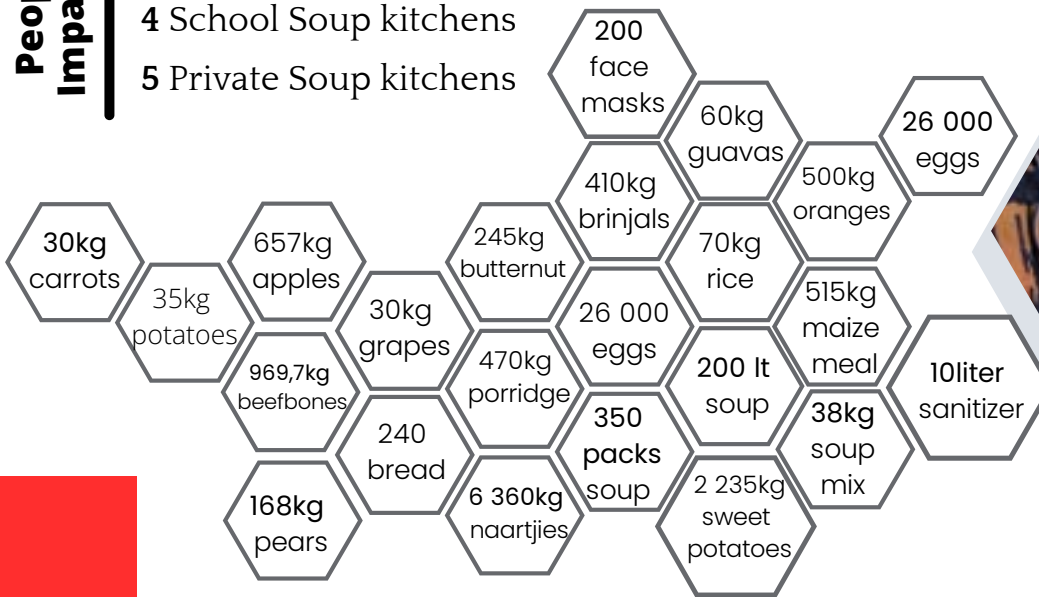 4 School Soup kitchens
5 Private Soup kitchens
200
face
masks
60kg
guavas
26 000
eggs
410kg
brinjals
500kg
oranges
30kg
carrots
657kg
apples
245kg
butternut
70kg
rice
35kg
potatoes
30kg
grapes
26 000
eggs
515kg
maize
meal
969,7kg
beefbones
470kg
porridge
200 lt
soup
10liter
sanitizer
240
bread
350
packs
soup
38kg
soup
mix
168kg
pears
6 360kg
naartjies
2 235kg
sweet
potatoes